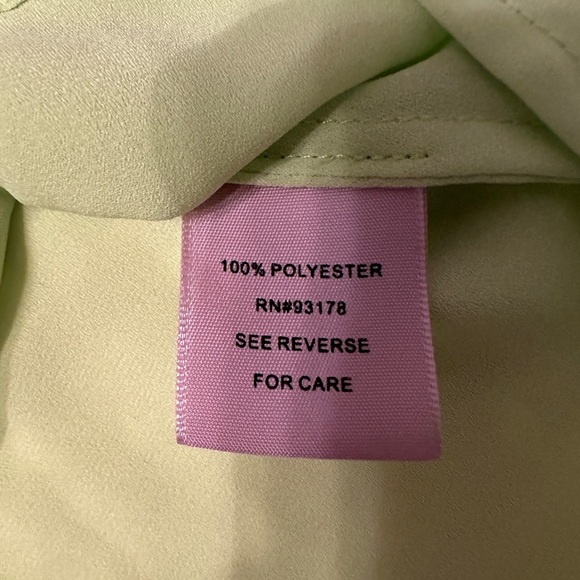 100% POLYESTER
RN#93178
SEE REVERSE
FOR CARE